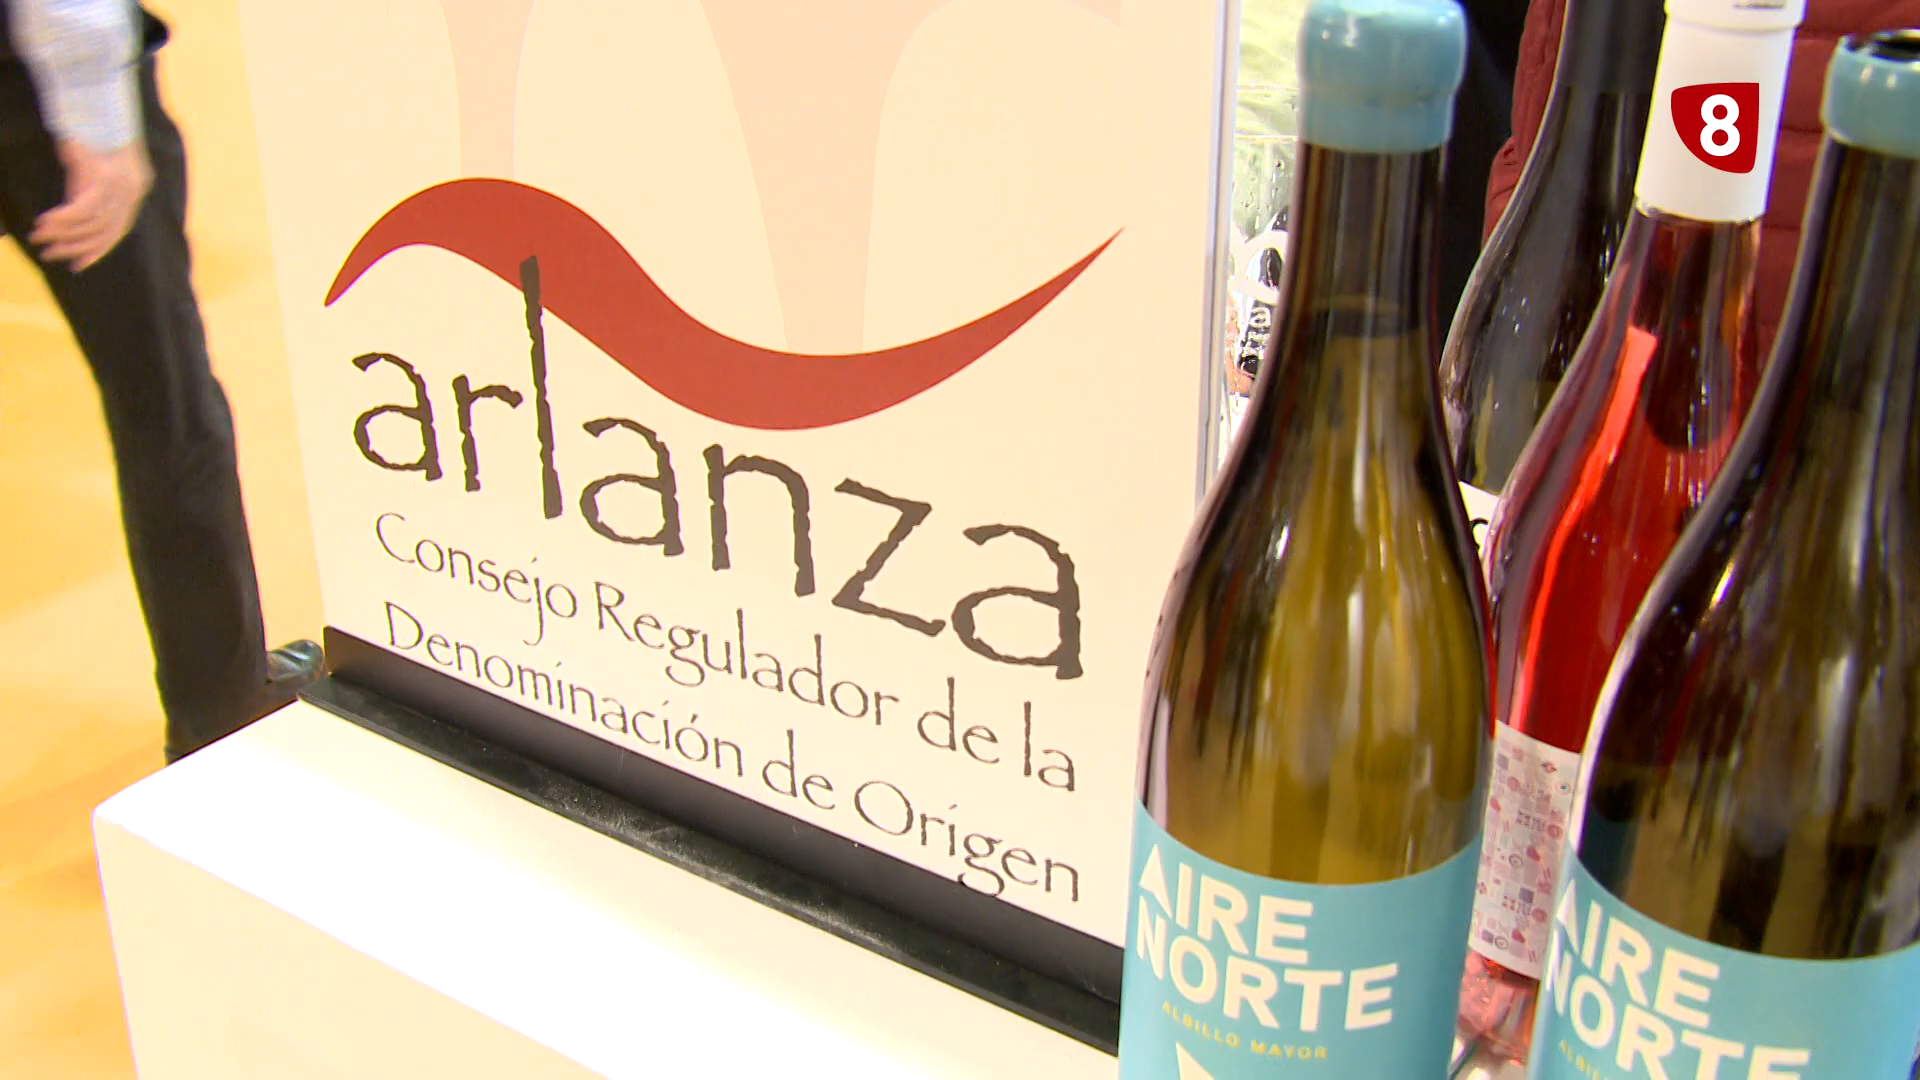 arlanza
Consejo Regulador de la
Denominación de Origen
8
AIRE
NORTE
ALBILLO MAYOR
AIRE
NORTE